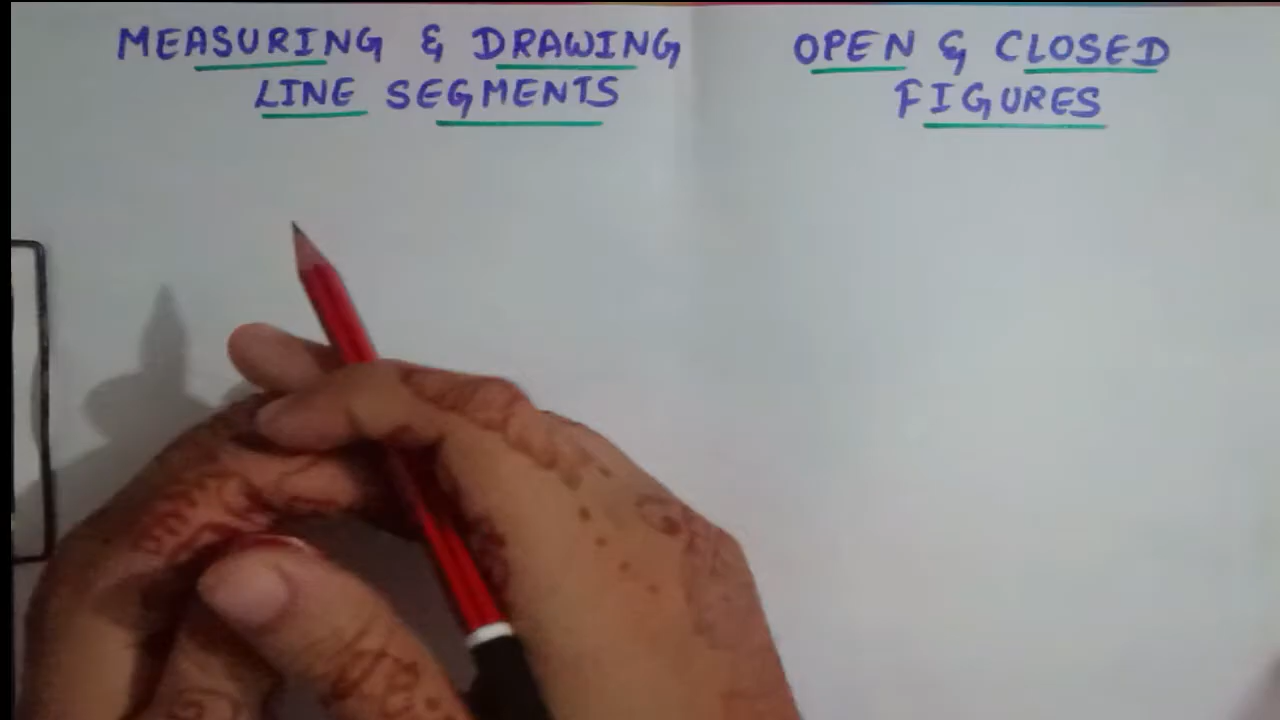 MEASURING & DRAWING
LINE SEGMENTS
OPEN & CLOSED
FIGURES